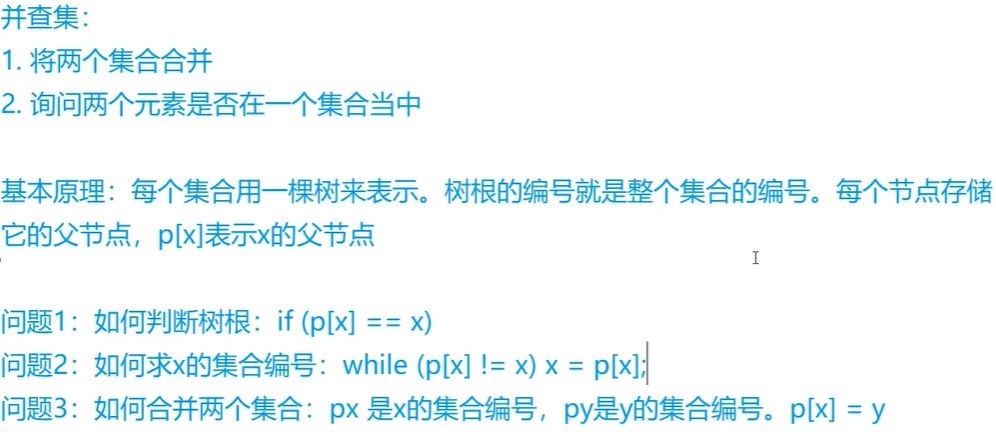 并查集：
1. 将两个集合合并
2. 询问两个元素是否在一个集合当中
基本原理：每个集合用一棵树来表示。树根的编号就是整个集合的编号。每个节点存储
它的父节点，p[x]表示x的父节点
问题1：如何判断树根：if (p[x] == x)
问题2：如何求x的集合编号：while (p[x] != x) x = p[x];
问题3：如何合并两个集合：px 是x的集合编号，py是y的集合编号。p[x] = y